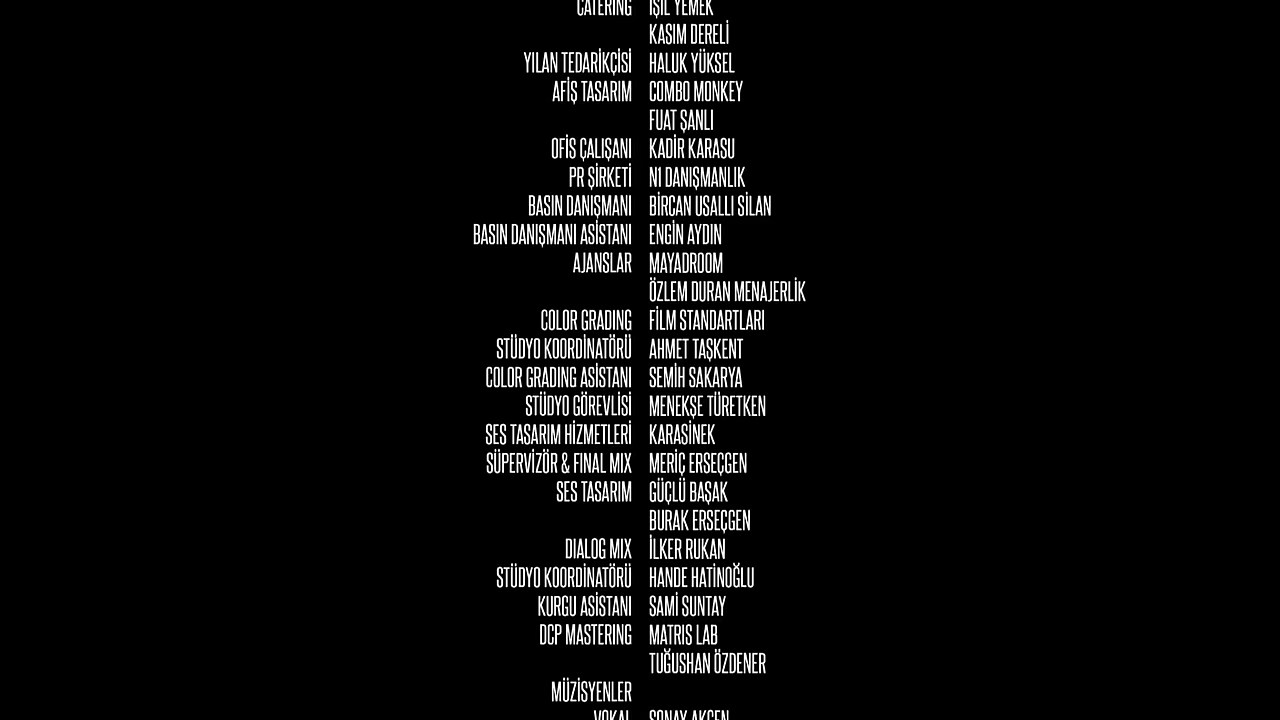 CATERING IŞIL YEMEK
KASIM DERELİ
YILAN TEDARİKÇİSİ HALUK YÜKSEL
AFİŞ TASARIM COMBO MONKEY
FUAT ŞANLI
OFİS ÇALIŞANI KADİR KARASU
PR ŞİRKETİ N1 DANIŞMANLIK
BASIN DANIŞMANI BİRCAN USALLI SİLAN
BASIN DANIŞMANI ASİSTANI ENGİN AYDIN
AJANSLAR MAYADROOM
ÖZLEM DURAN MENAJERLİK
COLOR GRADING FİLM STANDARTLARI
STÜDYO KOORDİNATÖRÜ AHMET TAŞKENT
COLOR GRADING ASİSTANI SEMİH SAKARYA
STÜDYO GÖREVLİSİ MENEKŞE TÜRETKEN
SES TASARIM HİZMETLERİ KARASİNEK
SÜPERVİZÖR & FINAL MIX MERİÇ ERSEÇGEN
SES TASARIM GÜÇLÜ BAŞAK
BURAK ERSEÇGEN
DIALOG MIX İLKER RUKAN
STÜDYO KOORDİNATÖRÜ HANDE HATİNOĞLU
KURGU ASİSTANI SAMİ SUNTAY
DCP MASTERING MATRIS LAB
TUĞUSHAN ÖZDENER
MÜZİSYENLER
VOKAL